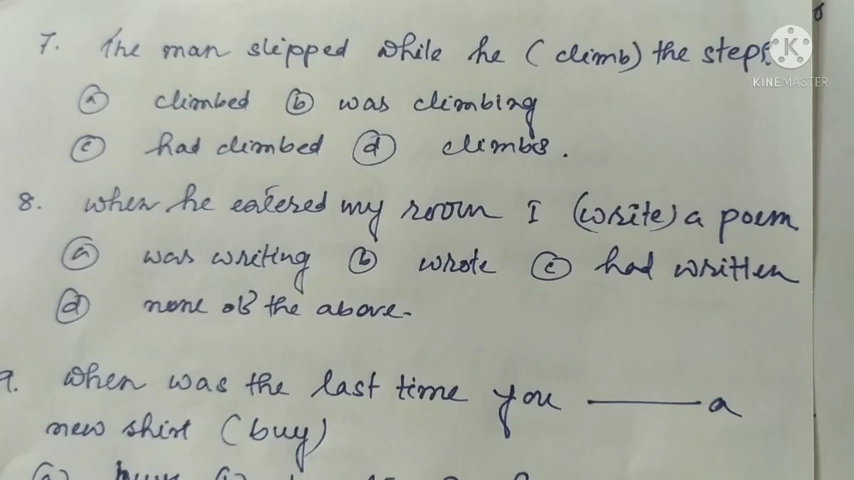 7. The man slipped while he (climb) the steps.
K
KINEMASTER
ⓐ climbed ⓑ was climbing
ⓒ had climbed ⓓ climbs.
8. when he entered my room I (write) a poem
ⓐ was writing ⓑ wrote ⓒ had written
ⓓ none of the above.
9. when was the last time you ——— a
new shirt (buy)